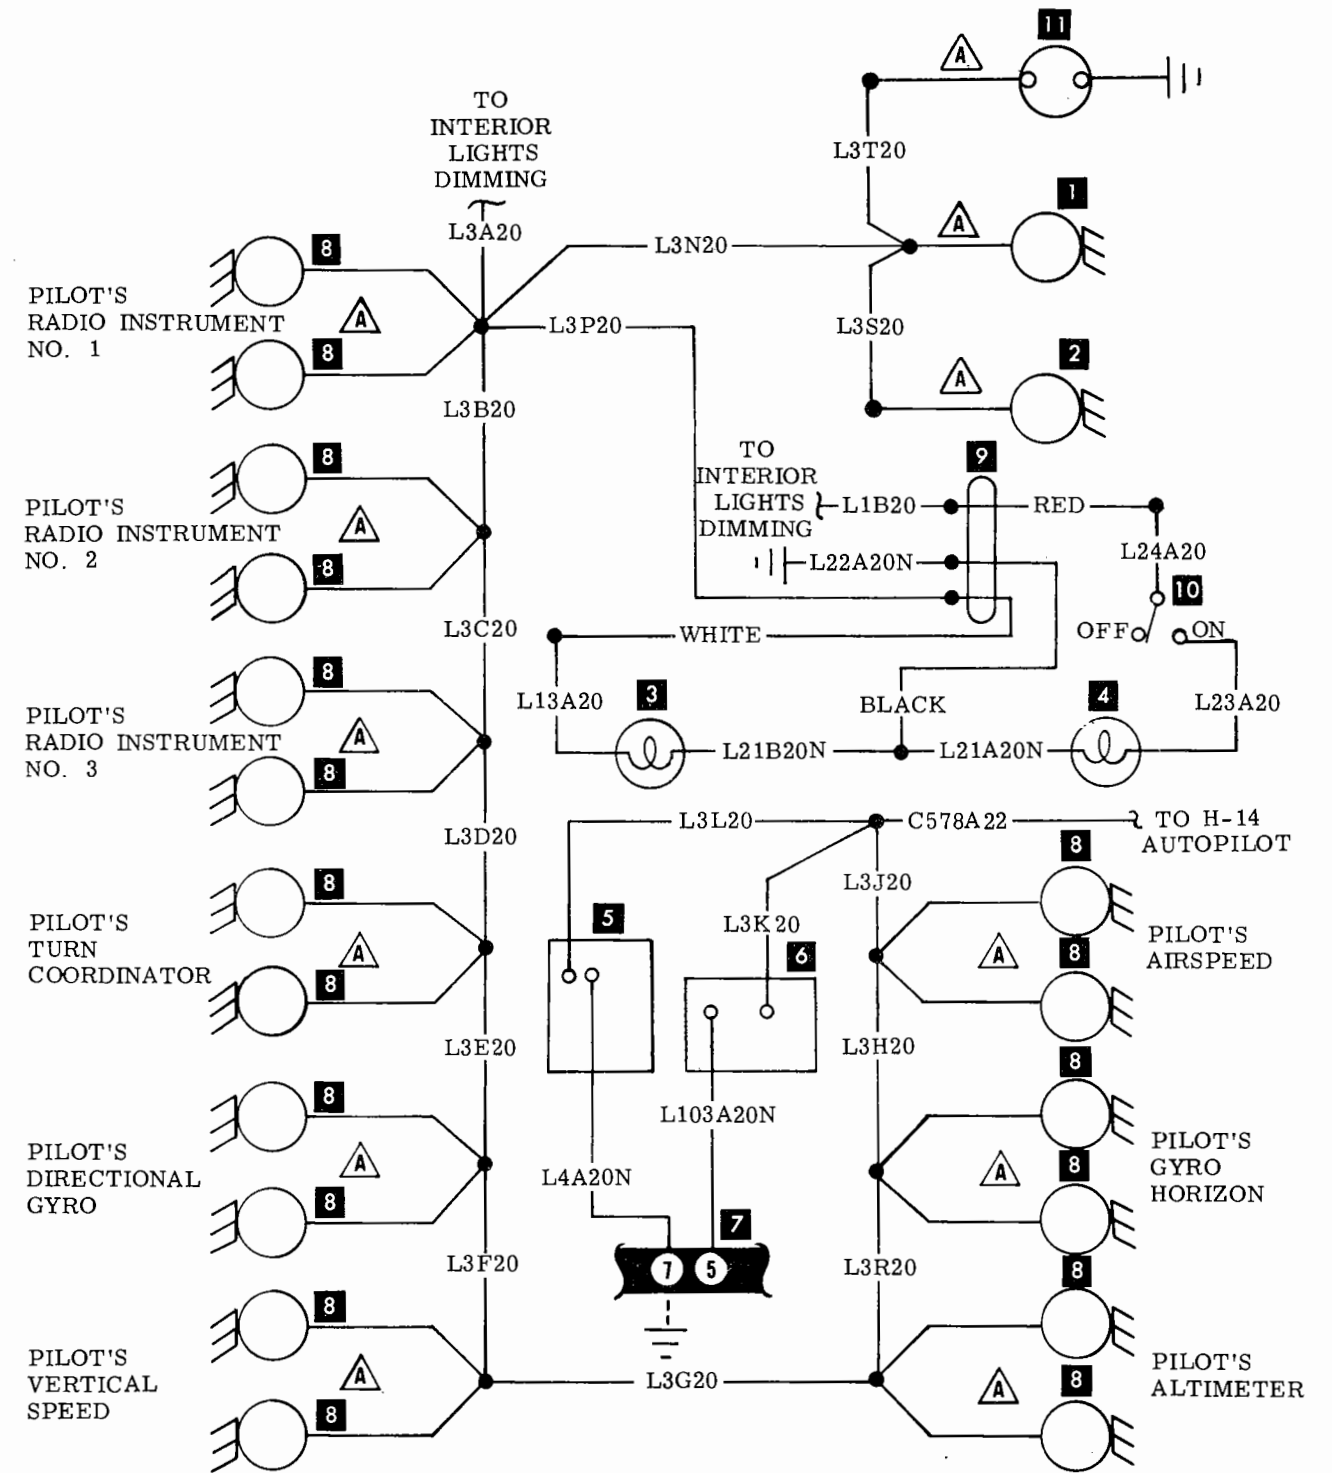 11
A
TO
INTERIOR
LIGHTS
DIMMING
L3T20
1
A
L3A20
L3N20
8
PILOT'S
RADIO INSTRUMENT
NO. 1
A
8
L3P20
L3S20
2
A
L3B20
8
PILOT'S
RADIO INSTRUMENT
NO. 2
A
8
TO
INTERIOR
LIGHTS
DIMMING
9
L1B20
RED
L22A20N
L24A20
10
OFF
ON
L3C20
WHITE
8
PILOT'S
RADIO INSTRUMENT
NO. 3
A
8
L13A20
3
BLACK
4
L23A20
L21B20N
L21A20N
L3D20
L3L20
C578A22
TO H-14
AUTOPILOT
8
PILOT'S
TURN
COORDINATOR
A
8
L3J20
8
5
L3K20
6
A
8
PILOT'S
AIRSPEED
L3E20
L3H20
8
PILOT'S
DIRECTIONAL
GYRO
A
8
L103A20N
L4A20N
7
7
5
8
A
8
PILOT'S
GYRO
HORIZON
L3F20
L3R20
8
PILOT'S
VERTICAL
SPEED
A
8
L3G20
8
A
8
PILOT'S
ALTIMETER